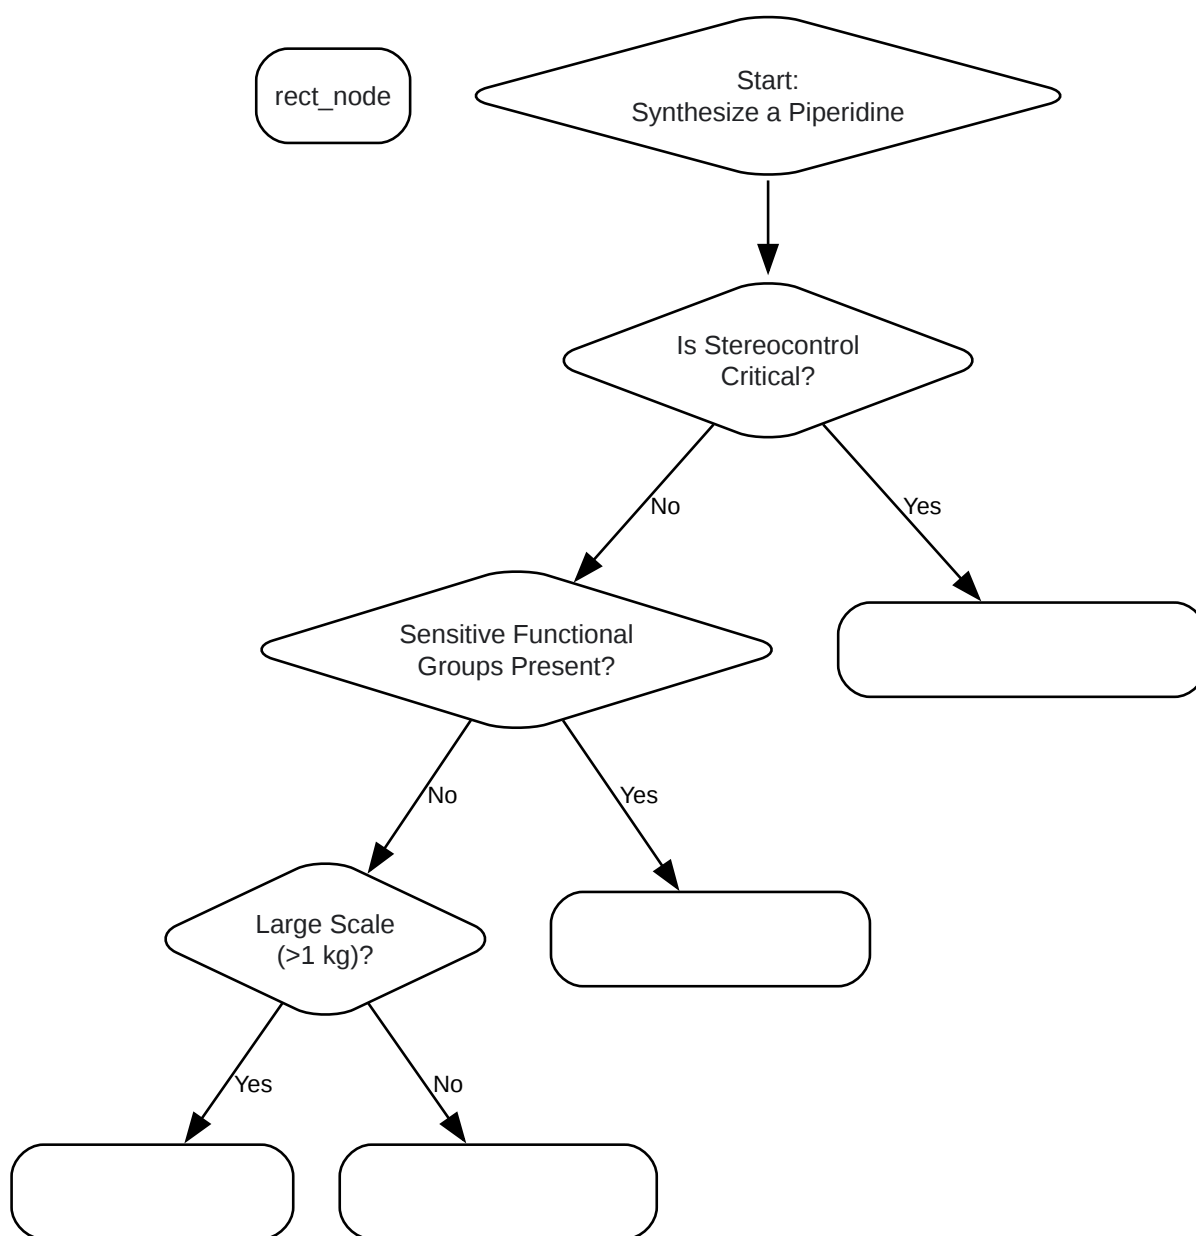 rect_node
Start:
Synthesize a Piperidine
Is Stereocontrol
Critical?
No
Yes
Sensitive Functional
Groups Present?
No
Yes
Large Scale
(>1 kg)?
Yes
No